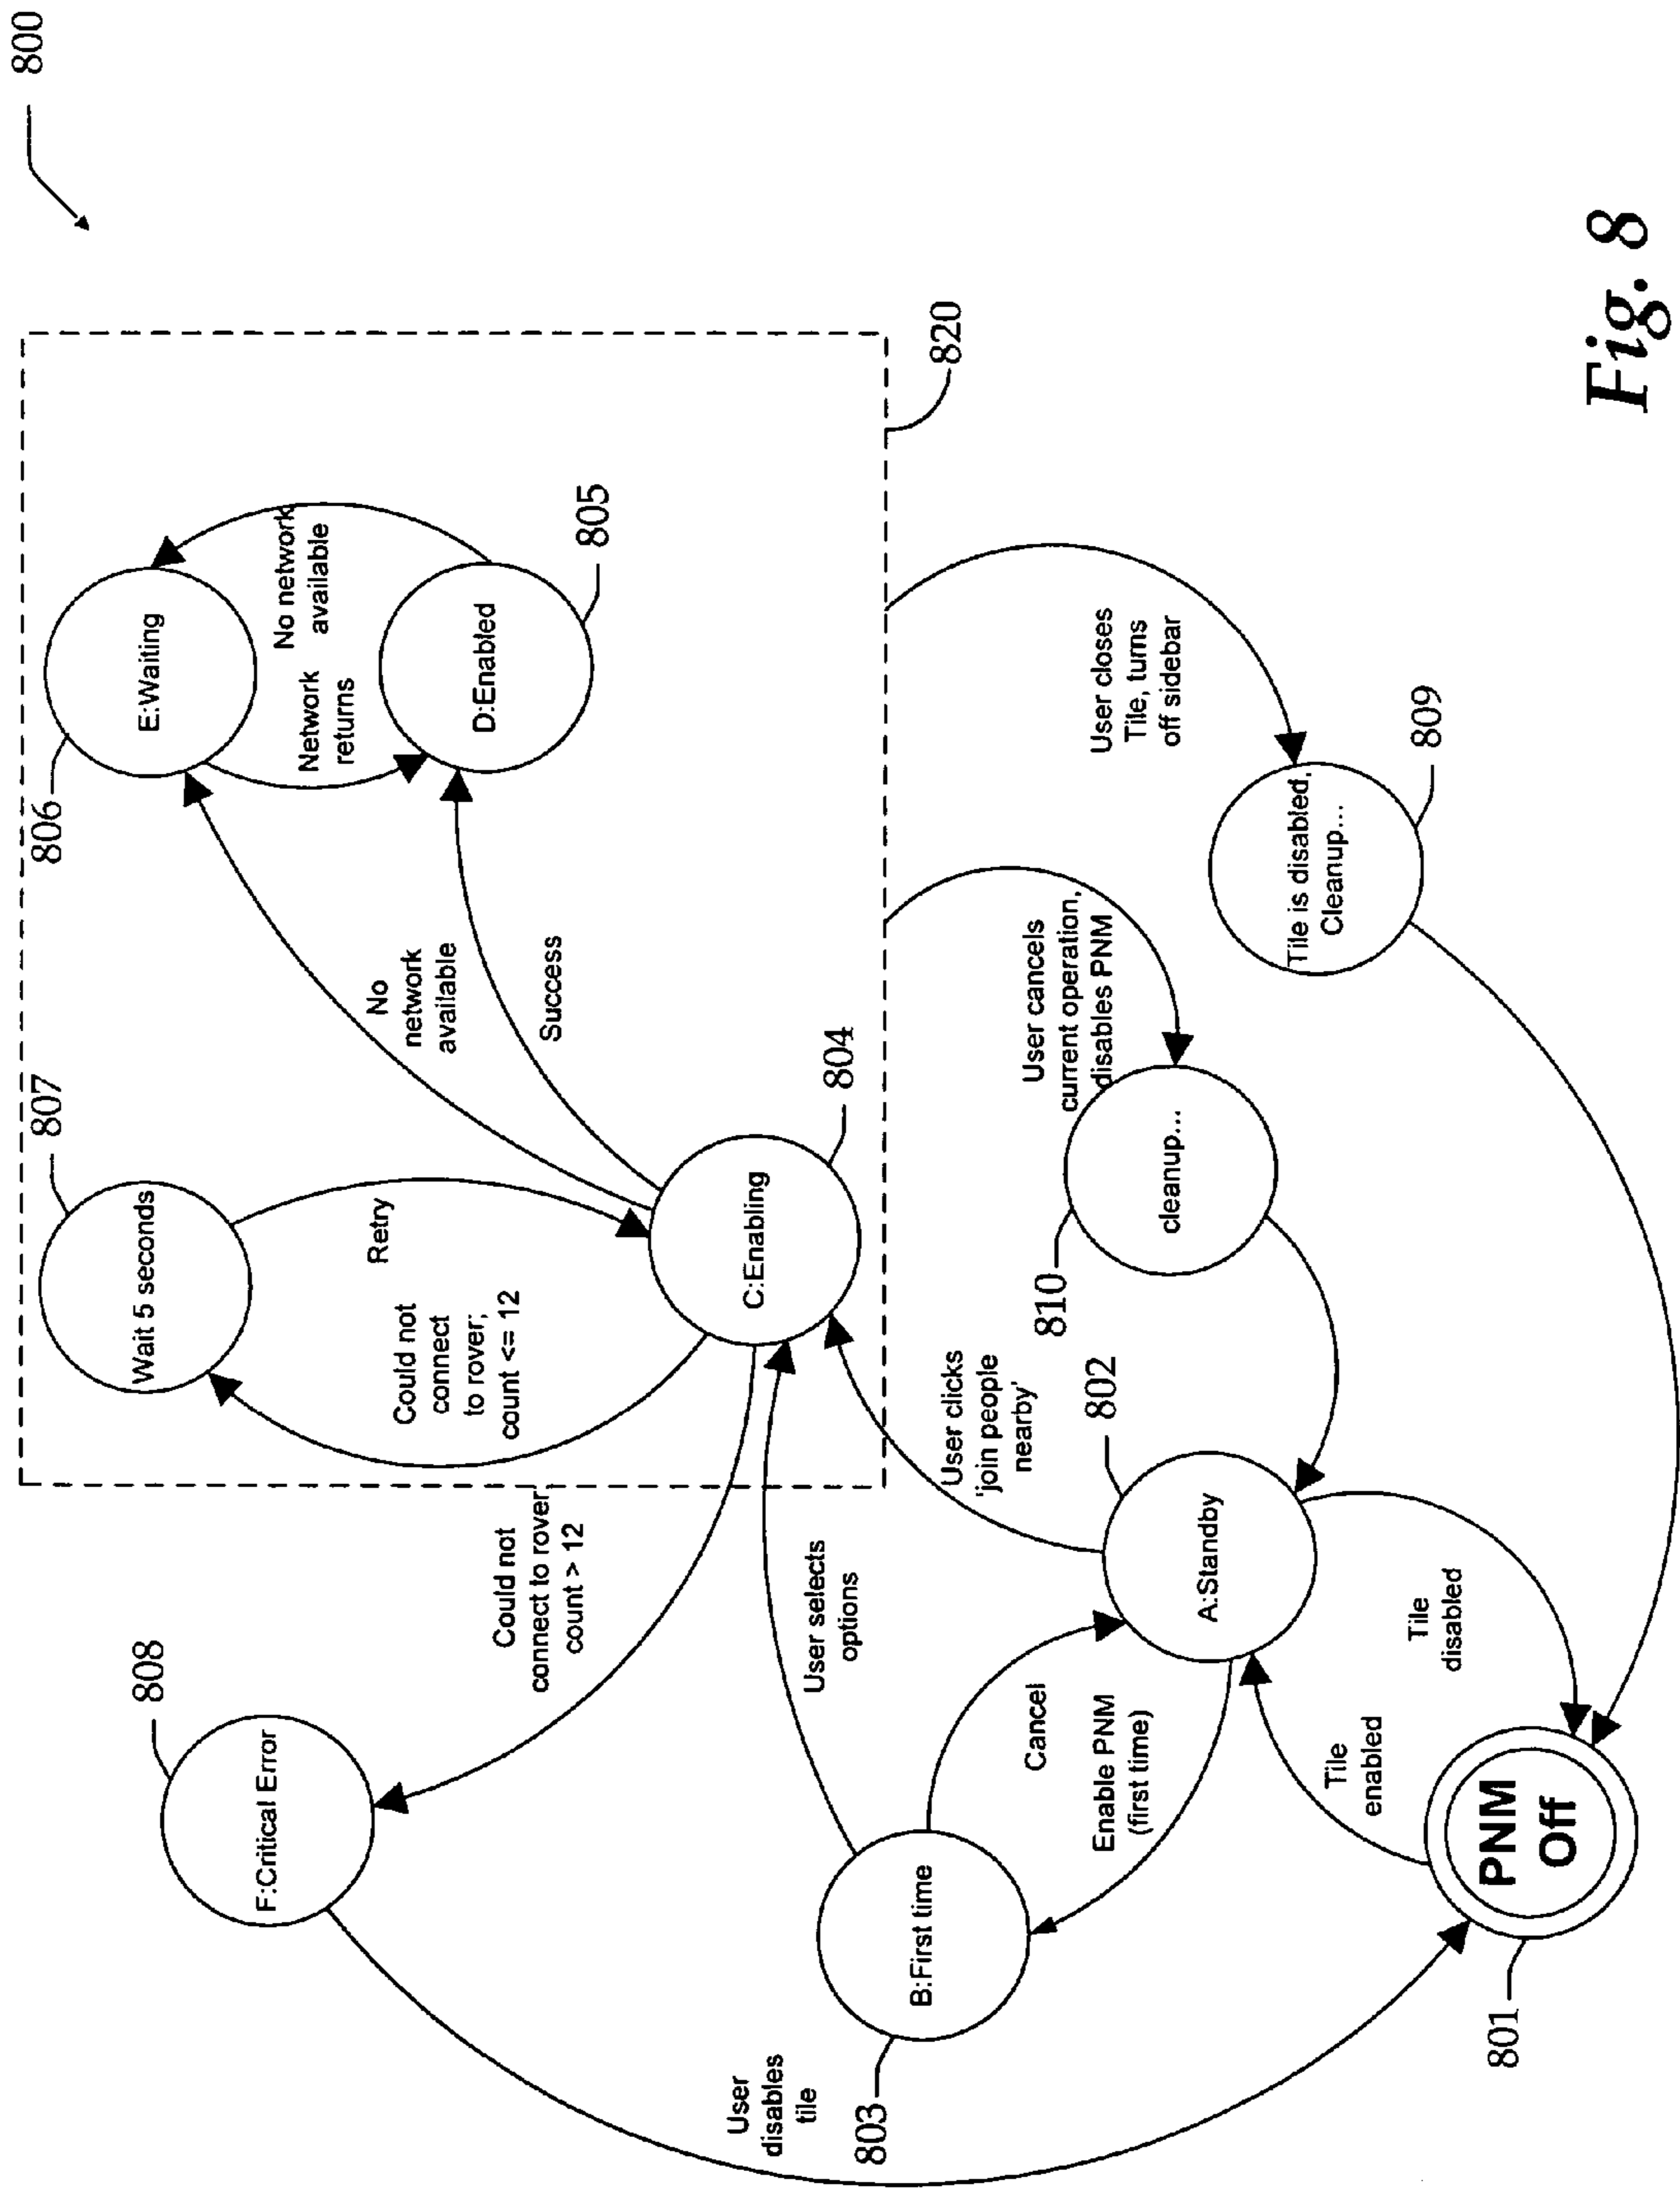 800
806
E:Waiting
No network
available
Network
returns
D:Enabled
805
807
Wait 5 seconds
Retry
Could not
connect
to rover;
count <= 12
No
network
available
Success
C:Enabling
804
820
808
F:Critical Error
Could not
connect to rover
count > 12
User
disables
tile
803
B:First time
User selects
options
Cancel
Enable PNM
(first time)
User clicks
'join people
nearby'
802
A:Standby
810
cleanup...
User cancels
current operation,
disables PNM
User closes
Tile, turns
off sidebar
Tile is disabled,
Cleanup...
809
Tile
enabled
Tile
disabled
801
PNM
Off
Fig. 8